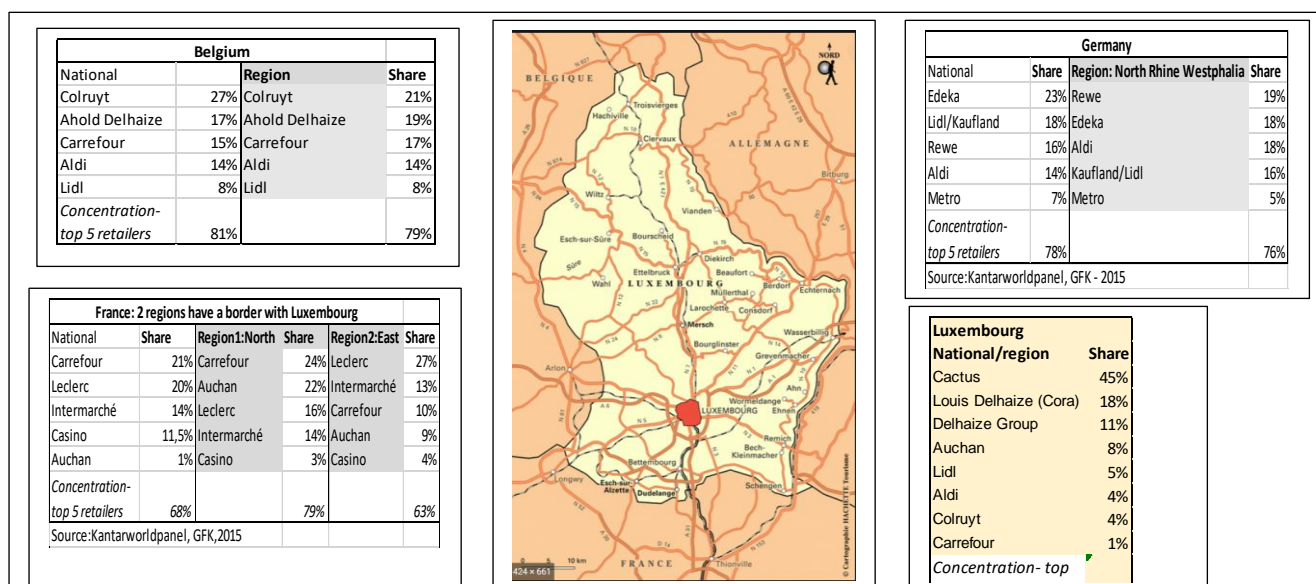 Belgium
National Region Share
Colruyt 27% Colruyt 21%
Ahold Delhaize 17% Ahold Delhaize 19%
Carrefour 15% Carrefour 17%
Aldi 14% Aldi 14%
Lidl 8% Lidl 8%
Concentration-
top 5 retailers 81% 79%
France: 2 regions have a border with Luxembourg
National Share Region1:North Share Region2:East Share
Carrefour 21% Carrefour 24% Leclerc 27%
Leclerc 20% Auchan 22% Intermarché 13%
Intermarché 14% Leclerc 16% Carrefour 10%
Casino 11,5% Intermarché 14% Auchan 9%
Auchan 1% Casino 3% Casino 4%
Concentration-
top 5 retailers 68% 79% 63%
Source:Kantarworldpanel, GFK,2015
NORD
BELGIQUE
Troisvierges
Hachiville
Clervaux
ALLEMAGNE
Bitburg
Wiltz
Vianden
Esch-sur-Sûre
Bourscheid
Diekirch
Sûre
Ettelbruck
Beaufort
Wahl
LUXEMBOURG
Müllerthal
Berdorf
Echternach
Larochette
Consdorf
Mersch
Wasserbillig
Bourglinster
Grevenmacher
Arlon
Ahn
Wormeldange
LUXEMBOURG
Ehnen
Remich
Bech-
Kleinmacher
Bettembourg
Longwy
Esch-sur-
Alzette
Dudelange
Schengen
0 5 10 km
FRANCE
Thionville
424 × 661
© Cartographie HACHETTE Tourisme
Germany
National Share Region: North Rhine Westphalia Share
Edeka 23% Rewe 19%
Lidl/Kaufland 18% Edeka 18%
Rewe 16% Aldi 18%
Aldi 14% Kaufland/Lidl 16%
Metro 7% Metro 5%
Concentration-
top 5 retailers 78% 76%
Source:Kantarworldpanel, GFK - 2015
Luxembourg
National/region Share
Cactus 45%
Louis Delhaize (Cora) 18%
Delhaize Group 11%
Auchan 8%
Lidl 5%
Aldi 4%
Colruyt 4%
Carrefour 1%
Concentration- top